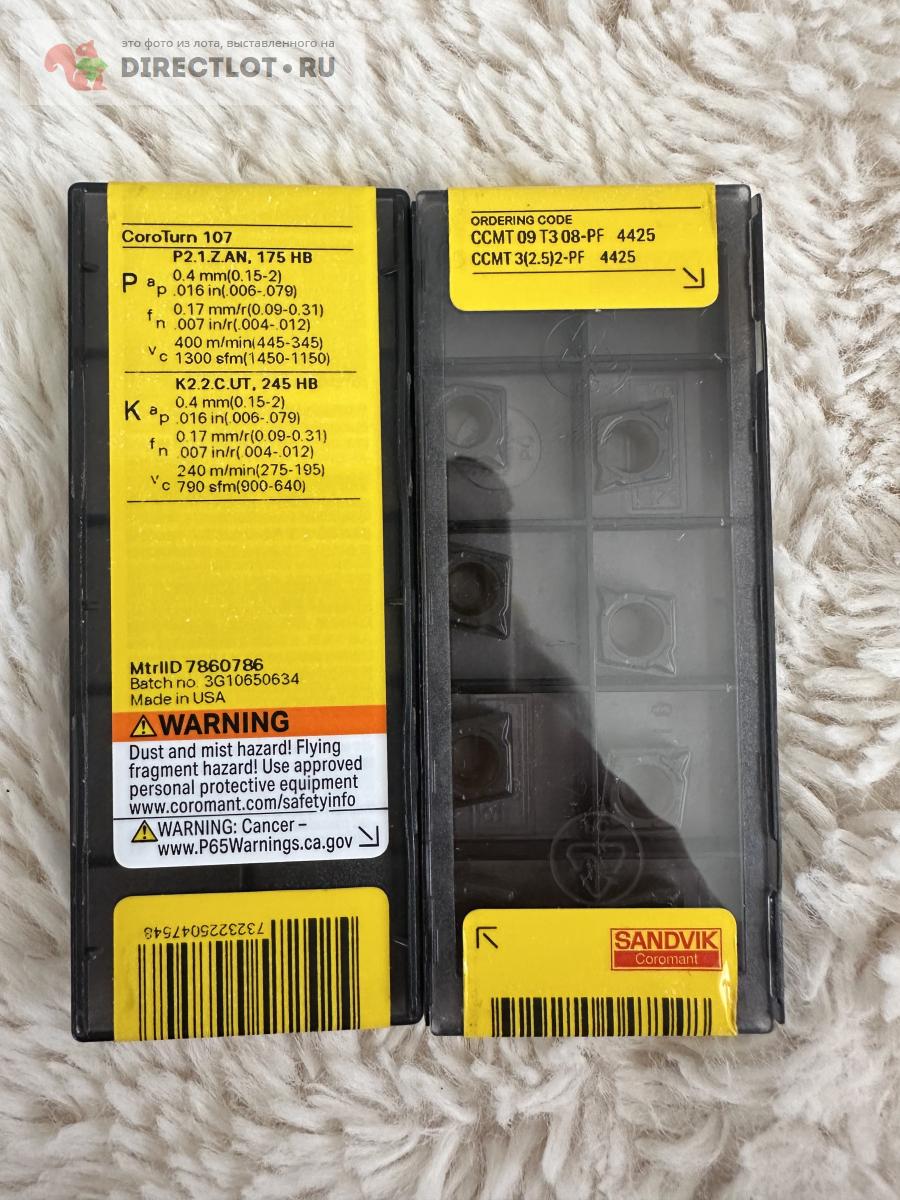 это фото из лота, выставленного на
DIRECTLOT.RU
CoroTurn 107
P2.1.Z.AN, 175 HB
P ap 0.4 mm(0.15-2)
.016 in(.006-.079)
fn 0.17 mm/r(0.09-0.31)
.007 in/r(.004-.012)
vc 400 m/min(445-345)
1300 sfm(1450-1150)
K2.2.C.UT, 245 HB
K ap 0.4 mm(0.15-2)
.016 in(.006-.079)
fn 0.17 mm/r(0.09-0.31)
.007 in/r(.004-.012)
vc 240 m/min(275-195)
790 sfm(900-640)
MtrlID 7860786
Batch no. 3G10650634
Made in USA
WARNING
Dust and mist hazard! Flying
fragment hazard! Use approved
personal protective equipment
www.coromant.com/safetyinfo
WARNING: Cancer –
www.P65Warnings.ca.gov
7323225047548
ORDERING CODE
CCMT 09 T3 08-PF 4425
CCMT 3(2.5)2-PF 4425
SANDVIK
Coromant